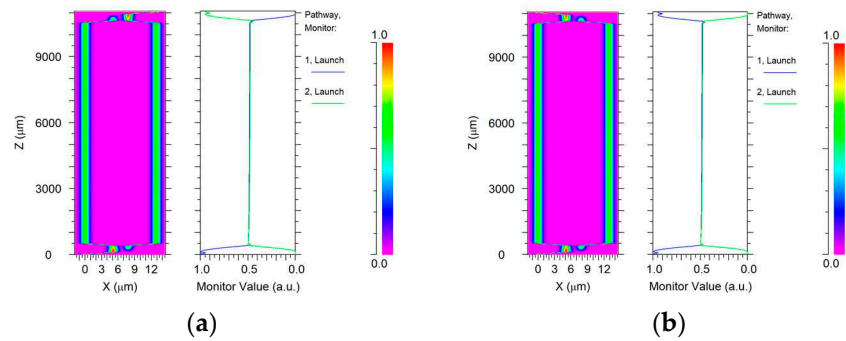 Pathway,
Monitor:
1, Launch
2, Launch
1.0
0.0
9000
6000
3000
0
Z (μm)
0 3 6 9 12
X (μm)
1.0 0.5 0.0
Monitor Value (a.u.)
(a)
Pathway,
Monitor:
1, Launch
2, Launch
1.0
0.0
9000
6000
3000
0
Z (μm)
0 3 6 9 12
X (μm)
1.0 0.5 0.0
Monitor Value (a.u.)
(b)